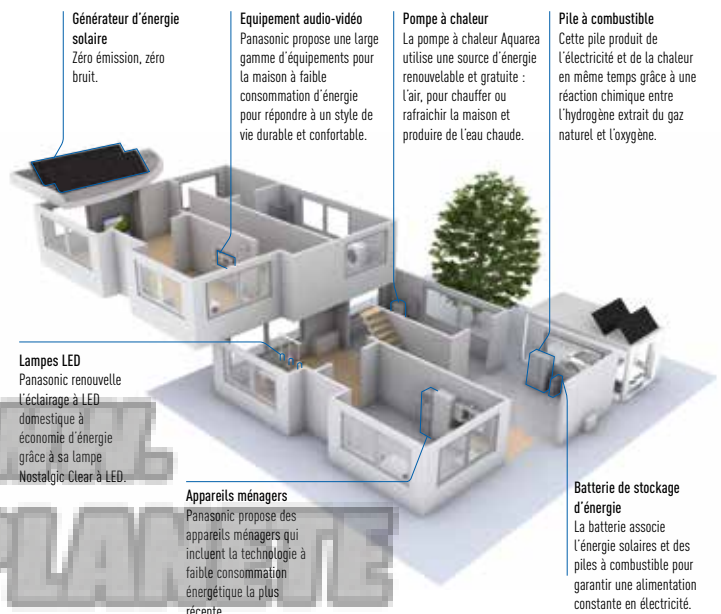 Générateur d'énergie
solaire
Zéro émission, zéro
bruit.
Equipement audio-vidéo
Panasonic propose une large
gamme d'équipements pour
la maison à faible
consommation d'énergie
pour répondre à un style de
vie durable et confortable.
Pompe à chaleur
La pompe à chaleur Aquarea
utilise une source d'énergie
renouvelable et gratuite :
l'air, pour chauffer ou
rafraichir la maison et
produire de l'eau chaude.
Pile à combustible
Cette pile produit de
l'électricité et de la chaleur
en même temps grâce à une
réaction chimique entre
l'hydrogène extrait du gaz
naturel et l'oxygène.
Lampes LED
Panasonic renouvelle
l'éclairage à LED
domestique à
économie d'énergie
grâce à sa lampe
Nostalgic Clear à LED.
Appareils ménagers
Panasonic propose des
appareils ménagers qui
incluent la technologie à
faible consommation
énergétique la plus
récente
Batterie de stockage
d'énergie
La batterie associe
l'énergie solaires et des
piles à combustible pour
garantir une alimentation
constante en électricité.
PLANETE